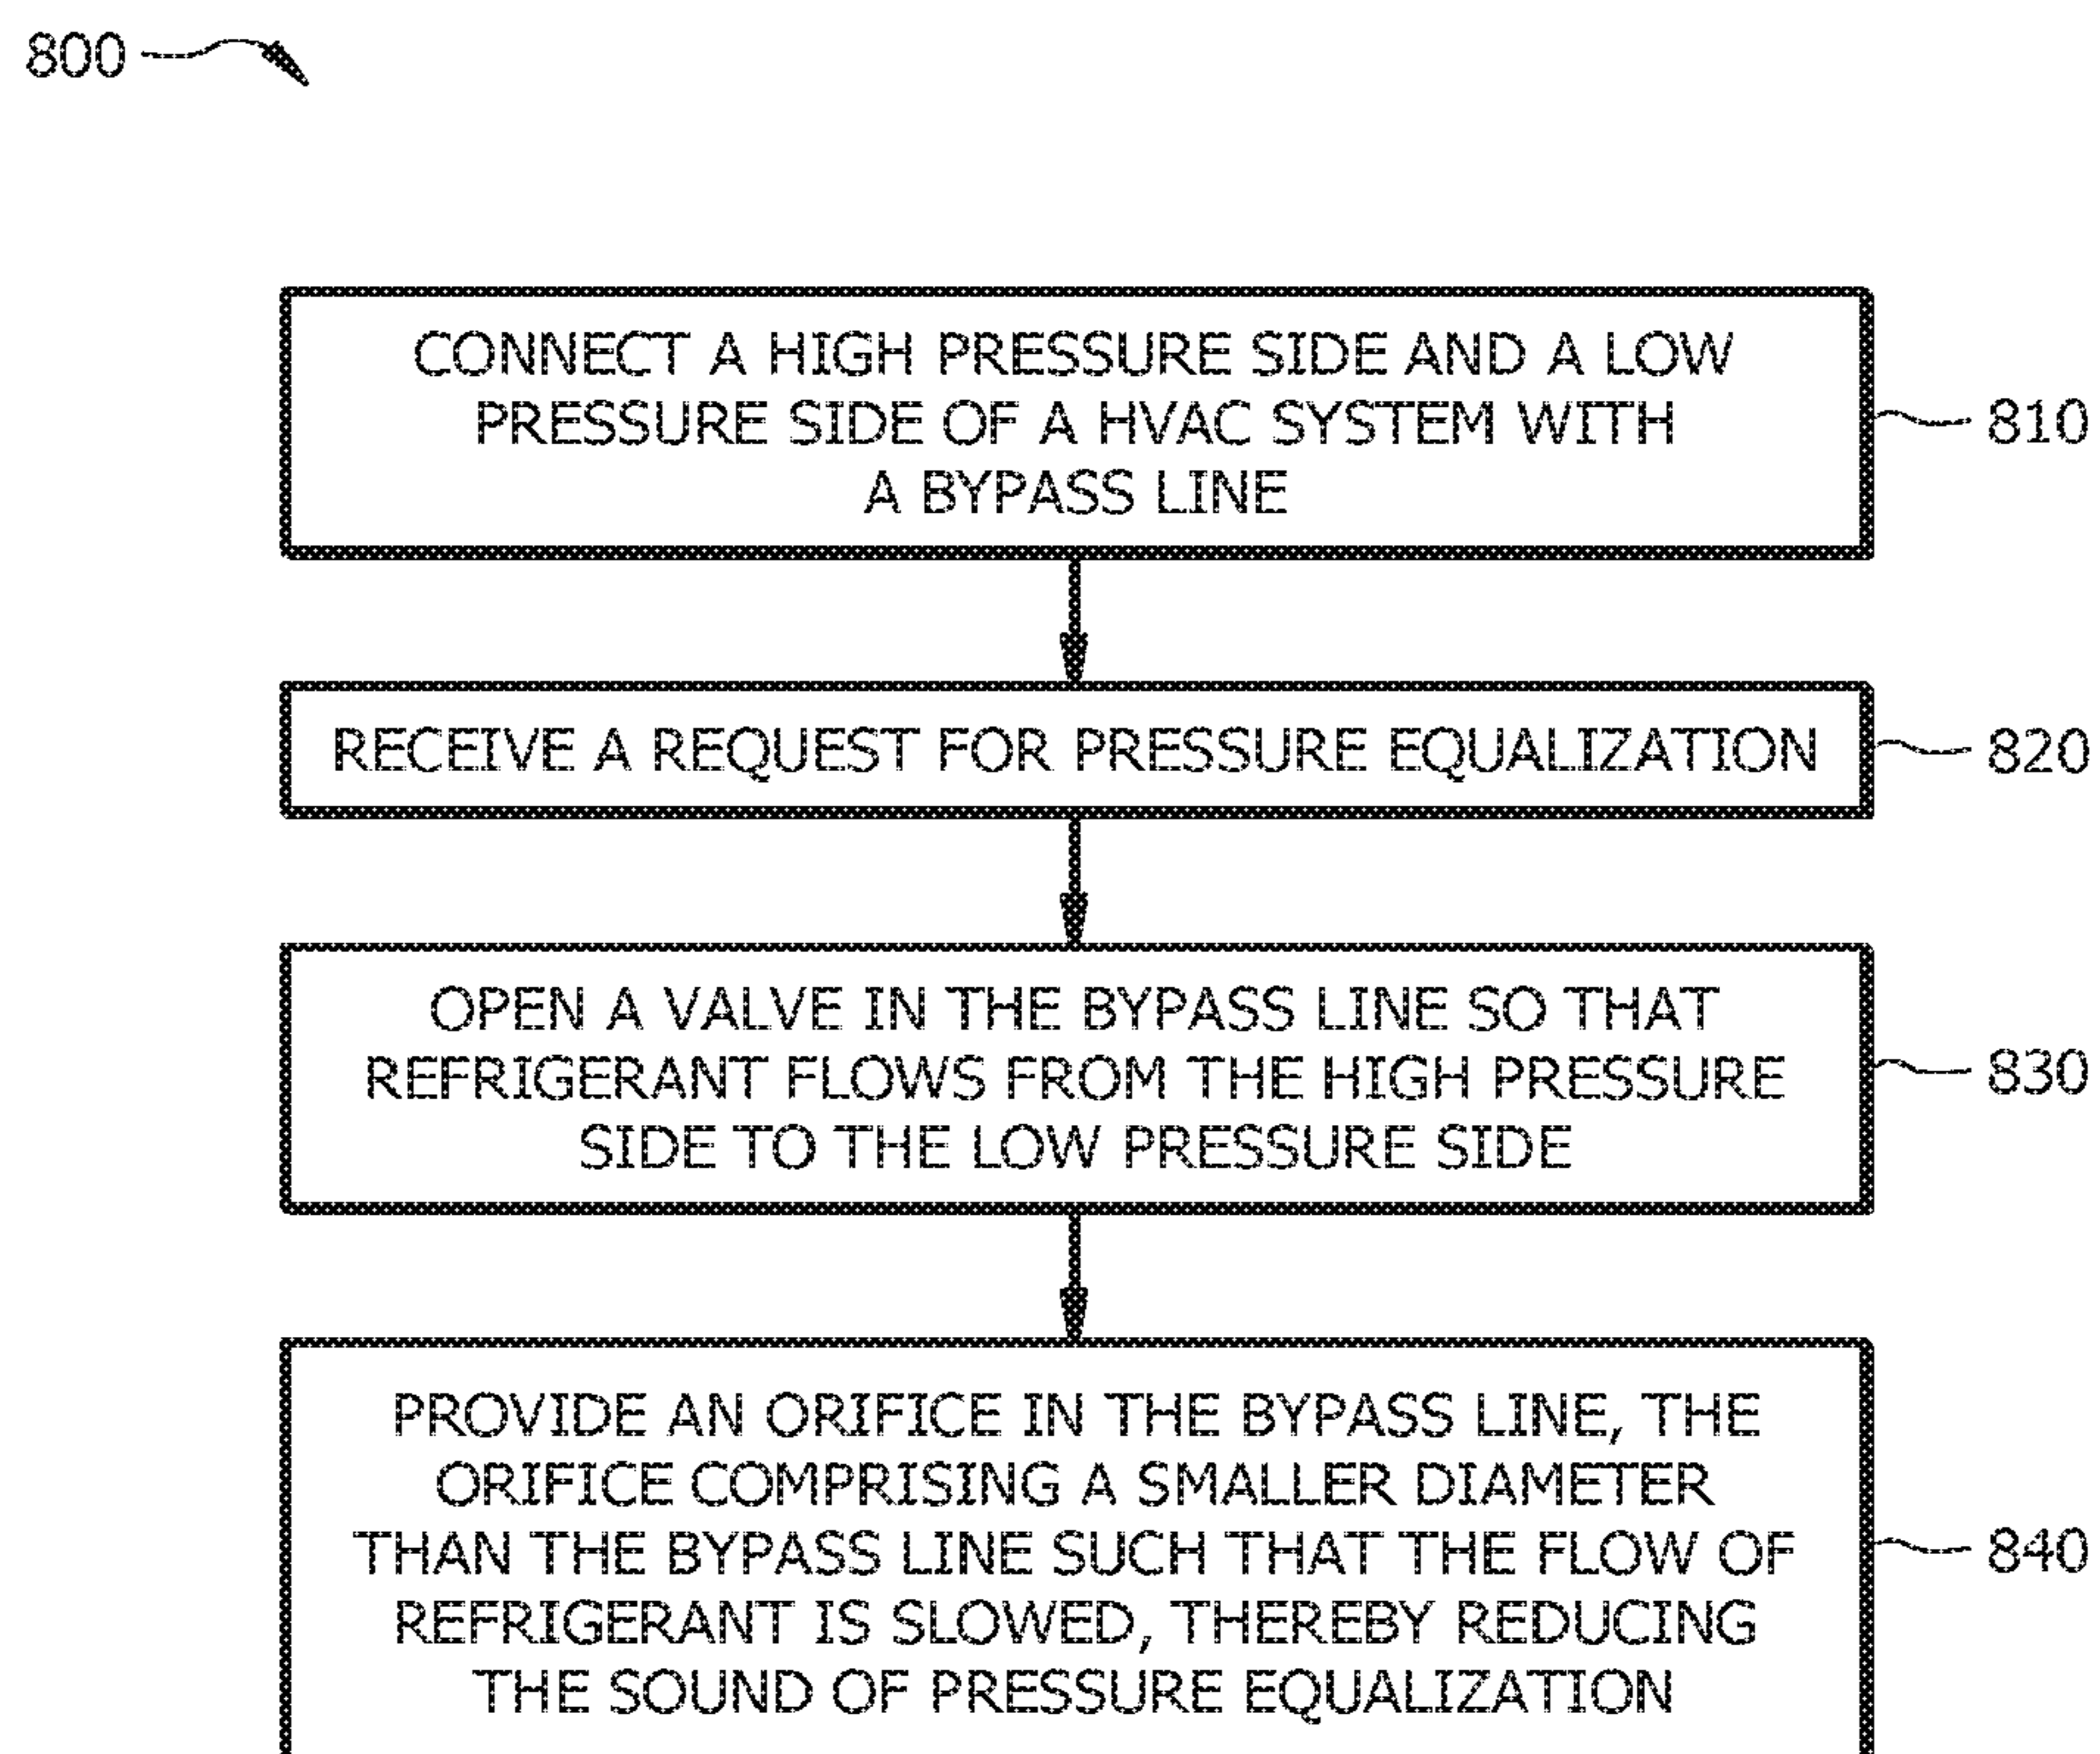 800
CONNECT A HIGH PRESSURE SIDE AND A LOW
PRESSURE SIDE OF A HVAC SYSTEM WITH
A BYPASS LINE
810
RECEIVE A REQUEST FOR PRESSURE EQUALIZATION
820
OPEN A VALVE IN THE BYPASS LINE SO THAT
REFRIGERANT FLOWS FROM THE HIGH PRESSURE
SIDE TO THE LOW PRESSURE SIDE
830
PROVIDE AN ORIFICE IN THE BYPASS LINE, THE
ORIFICE COMPRISING A SMALLER DIAMETER
THAN THE BYPASS LINE SUCH THAT THE FLOW OF
REFRIGERANT IS SLOWED, THEREBY REDUCING
THE SOUND OF PRESSURE EQUALIZATION
840